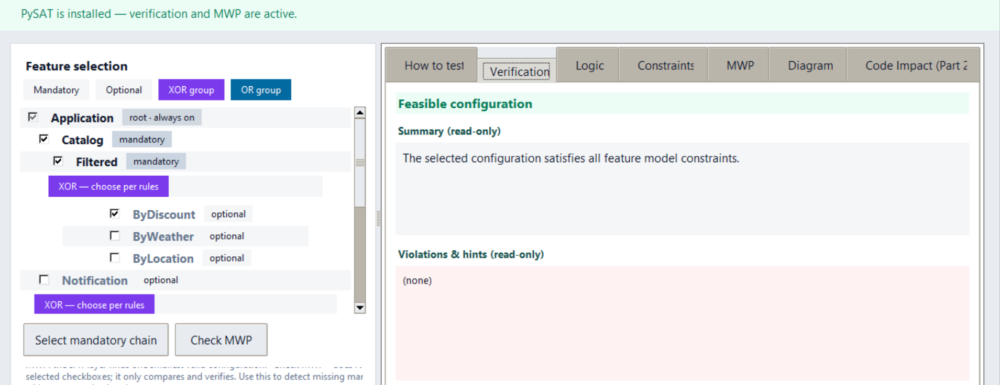 PySAT is installed — verification and MWP are active.
Feature selection
Mandatory
Optional
XOR group
OR group
Application root · always on
Catalog mandatory
Filtered mandatory
XOR — choose per rules
ByDiscount optional
ByWeather optional
ByLocation optional
Notification optional
XOR — choose per rules
Select mandatory chain
Check MWP
selected checkboxes; it only compares and verifies. Use this to detect missing mar
How to test
Verification
Logic
Constraints
MWP
Diagram
Code Impact (Part 2
Feasible configuration
Summary (read-only)
The selected configuration satisfies all feature model constraints.
Violations & hints (read-only)
(none)